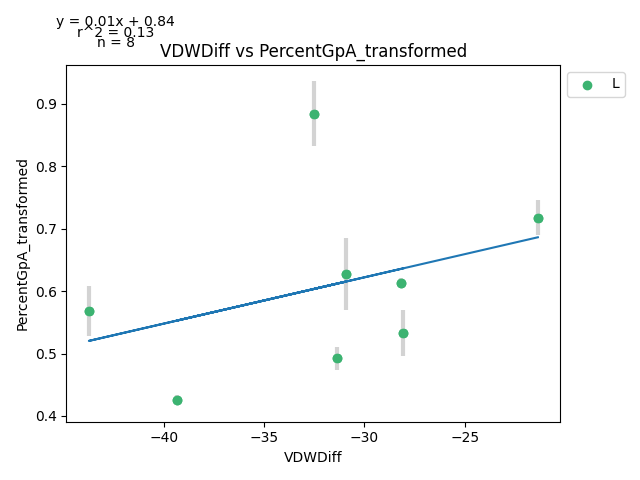 y = 0.01x + 0.84
r^2 = 0.13
n = 8
VDWDiff vs PercentGpA_transformed
L
PercentGpA_transformed
0.9
0.8
0.7
0.6
0.5
0.4
−40
−35
−30
−25
VDWDiff